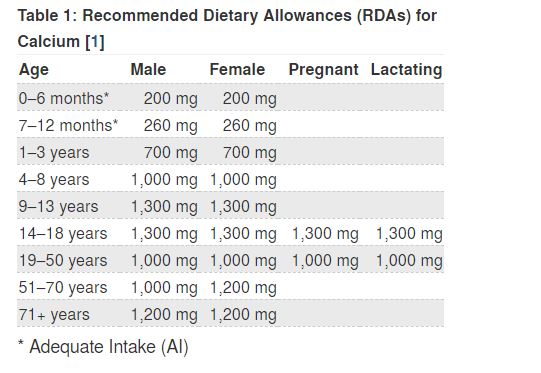 Table 1: Recommended Dietary Allowances (RDAs) for
Calcium [1]
Age Male Female Pregnant Lactating
0–6 months* 200 mg 200 mg
7–12 months* 260 mg 260 mg
1–3 years 700 mg 700 mg
4–8 years 1,000 mg 1,000 mg
9–13 years 1,300 mg 1,300 mg
14–18 years 1,300 mg 1,300 mg 1,300 mg 1,300 mg
19–50 years 1,000 mg 1,000 mg 1,000 mg 1,000 mg
51–70 years 1,000 mg 1,200 mg
71+ years 1,200 mg 1,200 mg
* Adequate Intake (AI)